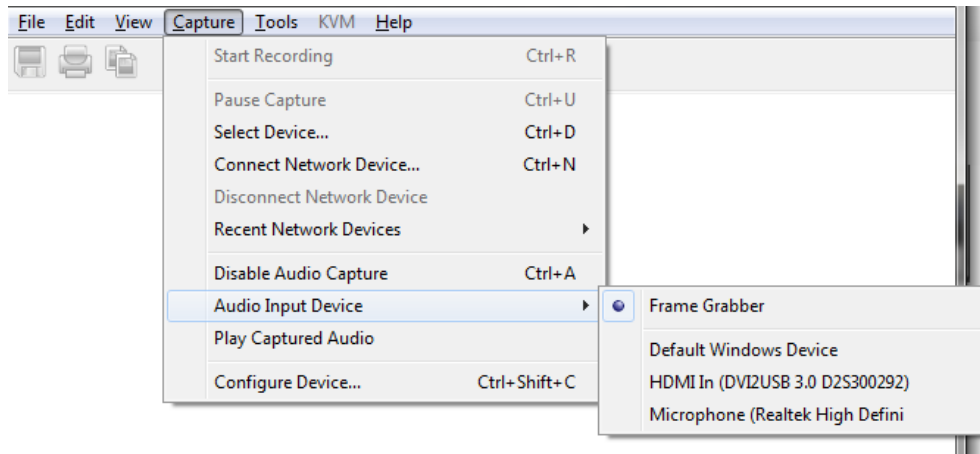 File Edit View Capture Tools KVM Help
Start Recording Ctrl+R
Pause Capture Ctrl+U
Select Device... Ctrl+D
Connect Network Device... Ctrl+N
Disconnect Network Device
Recent Network Devices
Disable Audio Capture Ctrl+A
Audio Input Device
Play Captured Audio
Configure Device... Ctrl+Shift+C
Frame Grabber
Default Windows Device
HDMI In (DVI2USB 3.0 D2S300292)
Microphone (Realtek High Defini